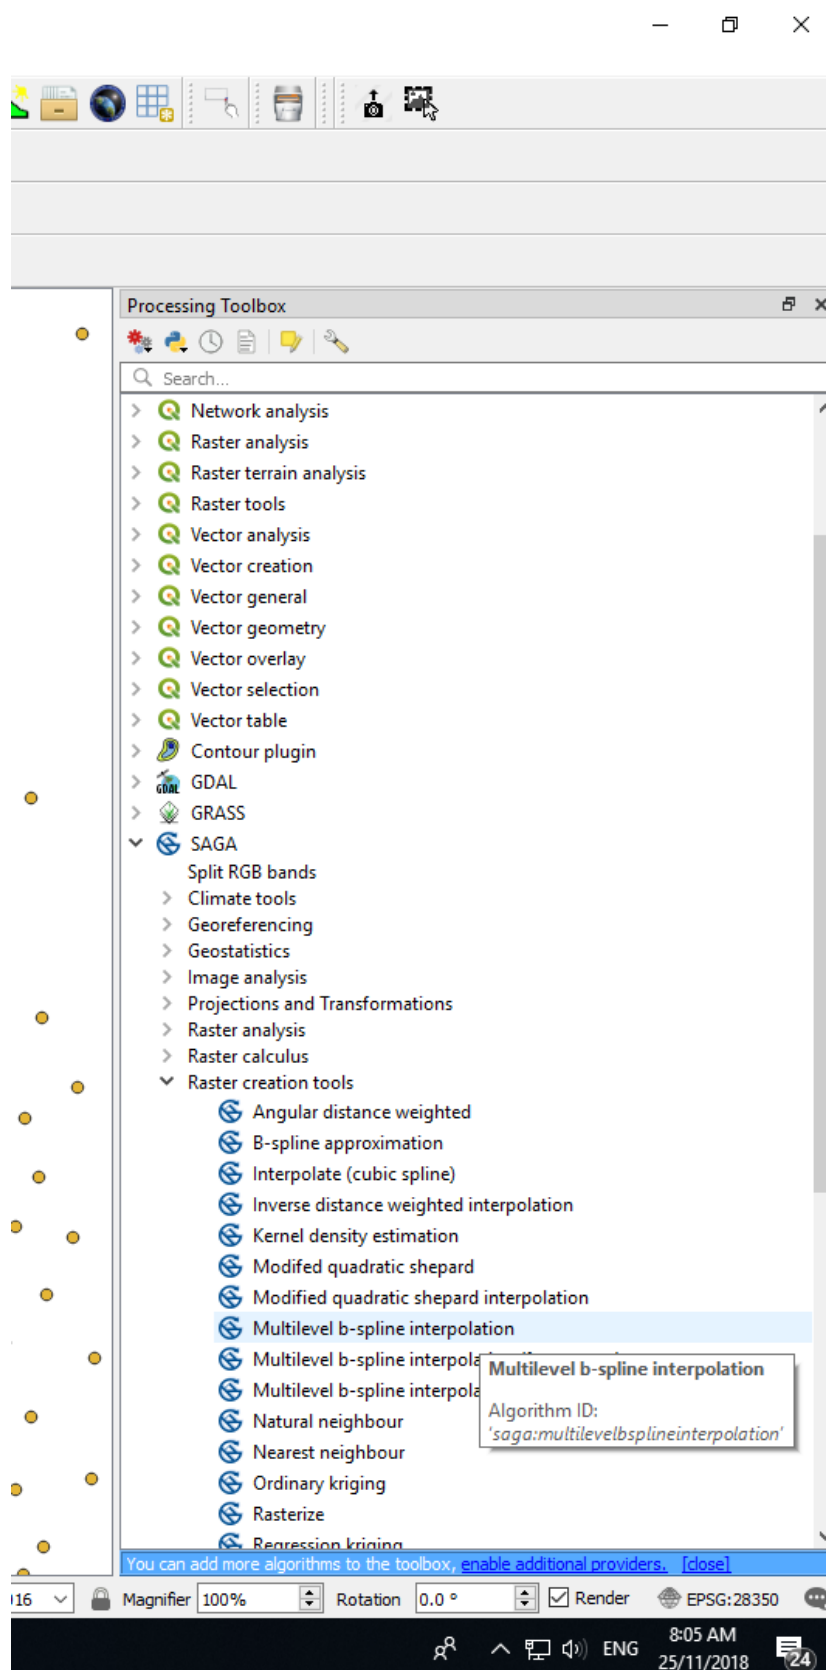 Processing Toolbox
Search...
Network analysis
Raster analysis
Raster terrain analysis
Raster tools
Vector analysis
Vector creation
Vector general
Vector geometry
Vector overlay
Vector selection
Vector table
Contour plugin
GDAL
GDAL
GRASS
SAGA
Split RGB bands
Climate tools
Georeferencing
Geostatistics
Image analysis
Projections and Transformations
Raster analysis
Raster calculus
Raster creation tools
Angular distance weighted
B-spline approximation
Interpolate (cubic spline)
Inverse distance weighted interpolation
Kernel density estimation
Modifed quadratic shepard
Modified quadratic shepard interpolation
Multilevel b-spline interpolation
Multilevel b-spline interpola
Multilevel b-spline interpola
Multilevel b-spline interpolation
Algorithm ID:
'saga:multilevelbsplineinterpolation'
Natural neighbour
Nearest neighbour
Ordinary kriging
Rasterize
Regression kriging
You can add more algorithms to the toolbox, enable additional providers. [close]
16 Magnifier 100% Rotation 0.0 ° Render EPSG:28350
ENG 8:05 AM
25/11/2018 24